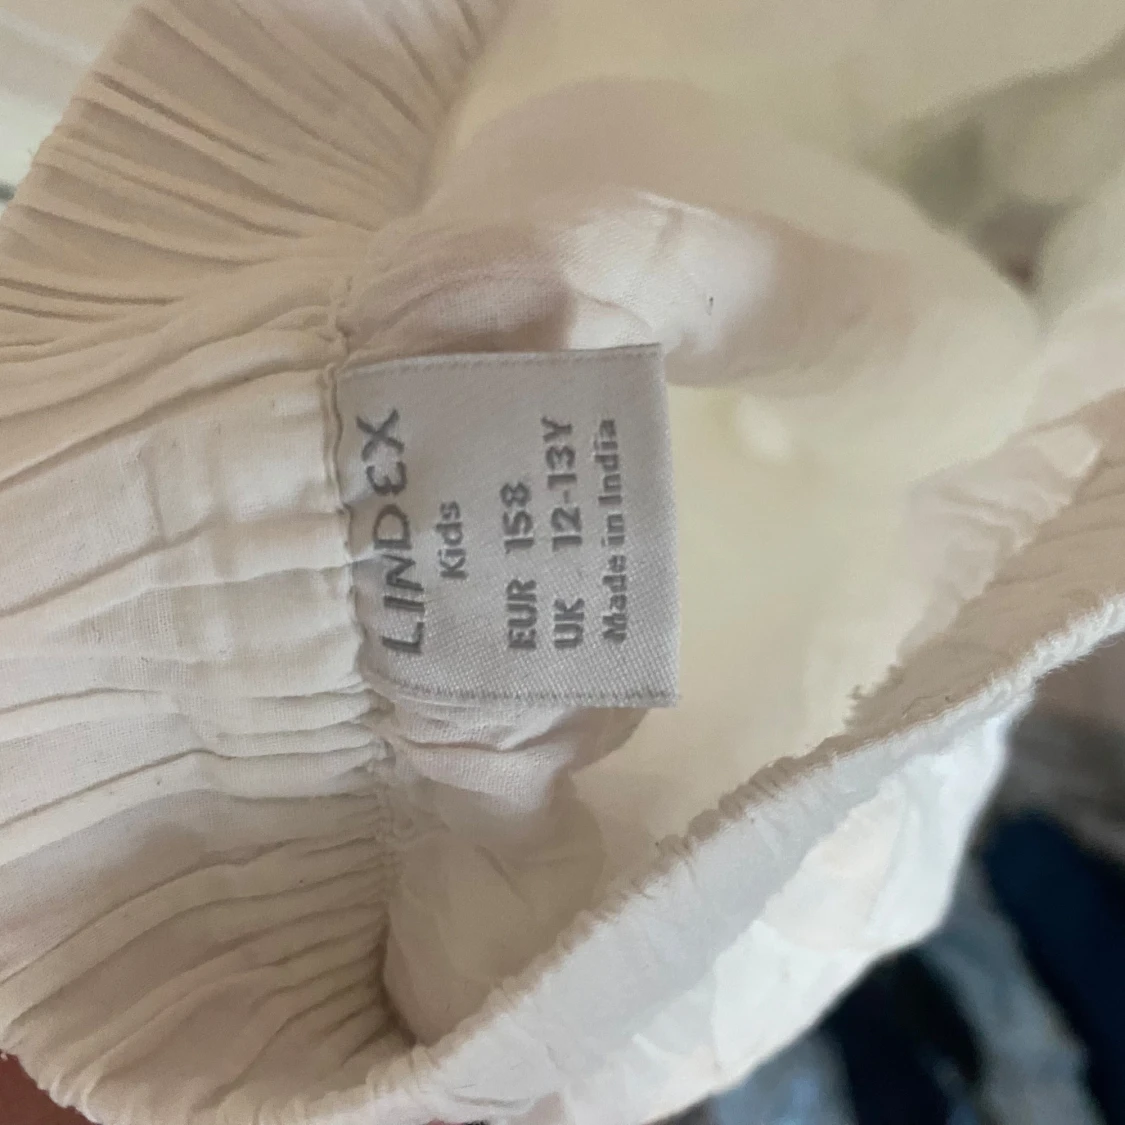 LINDEX
Kids
EUR 158
UK 12-13Y
Made in India